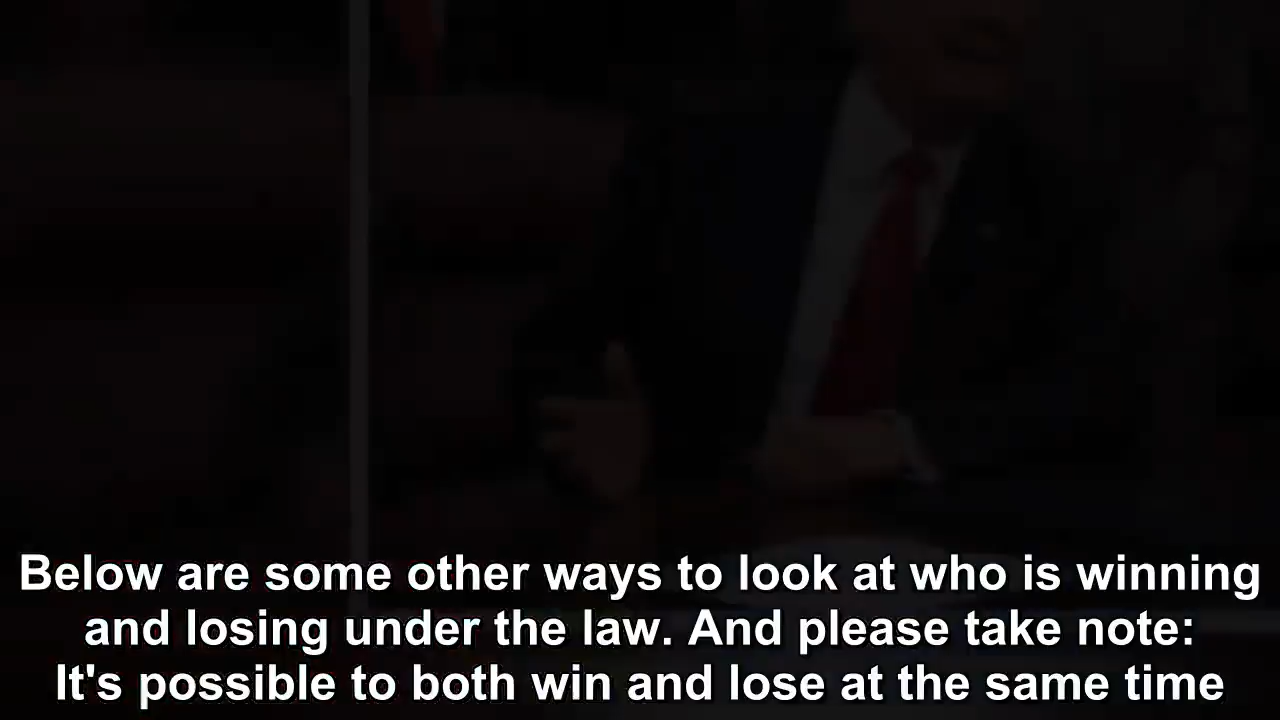 Below are some other ways to look at who is winning
and losing under the law. And please take note:
It's possible to both win and lose at the same time